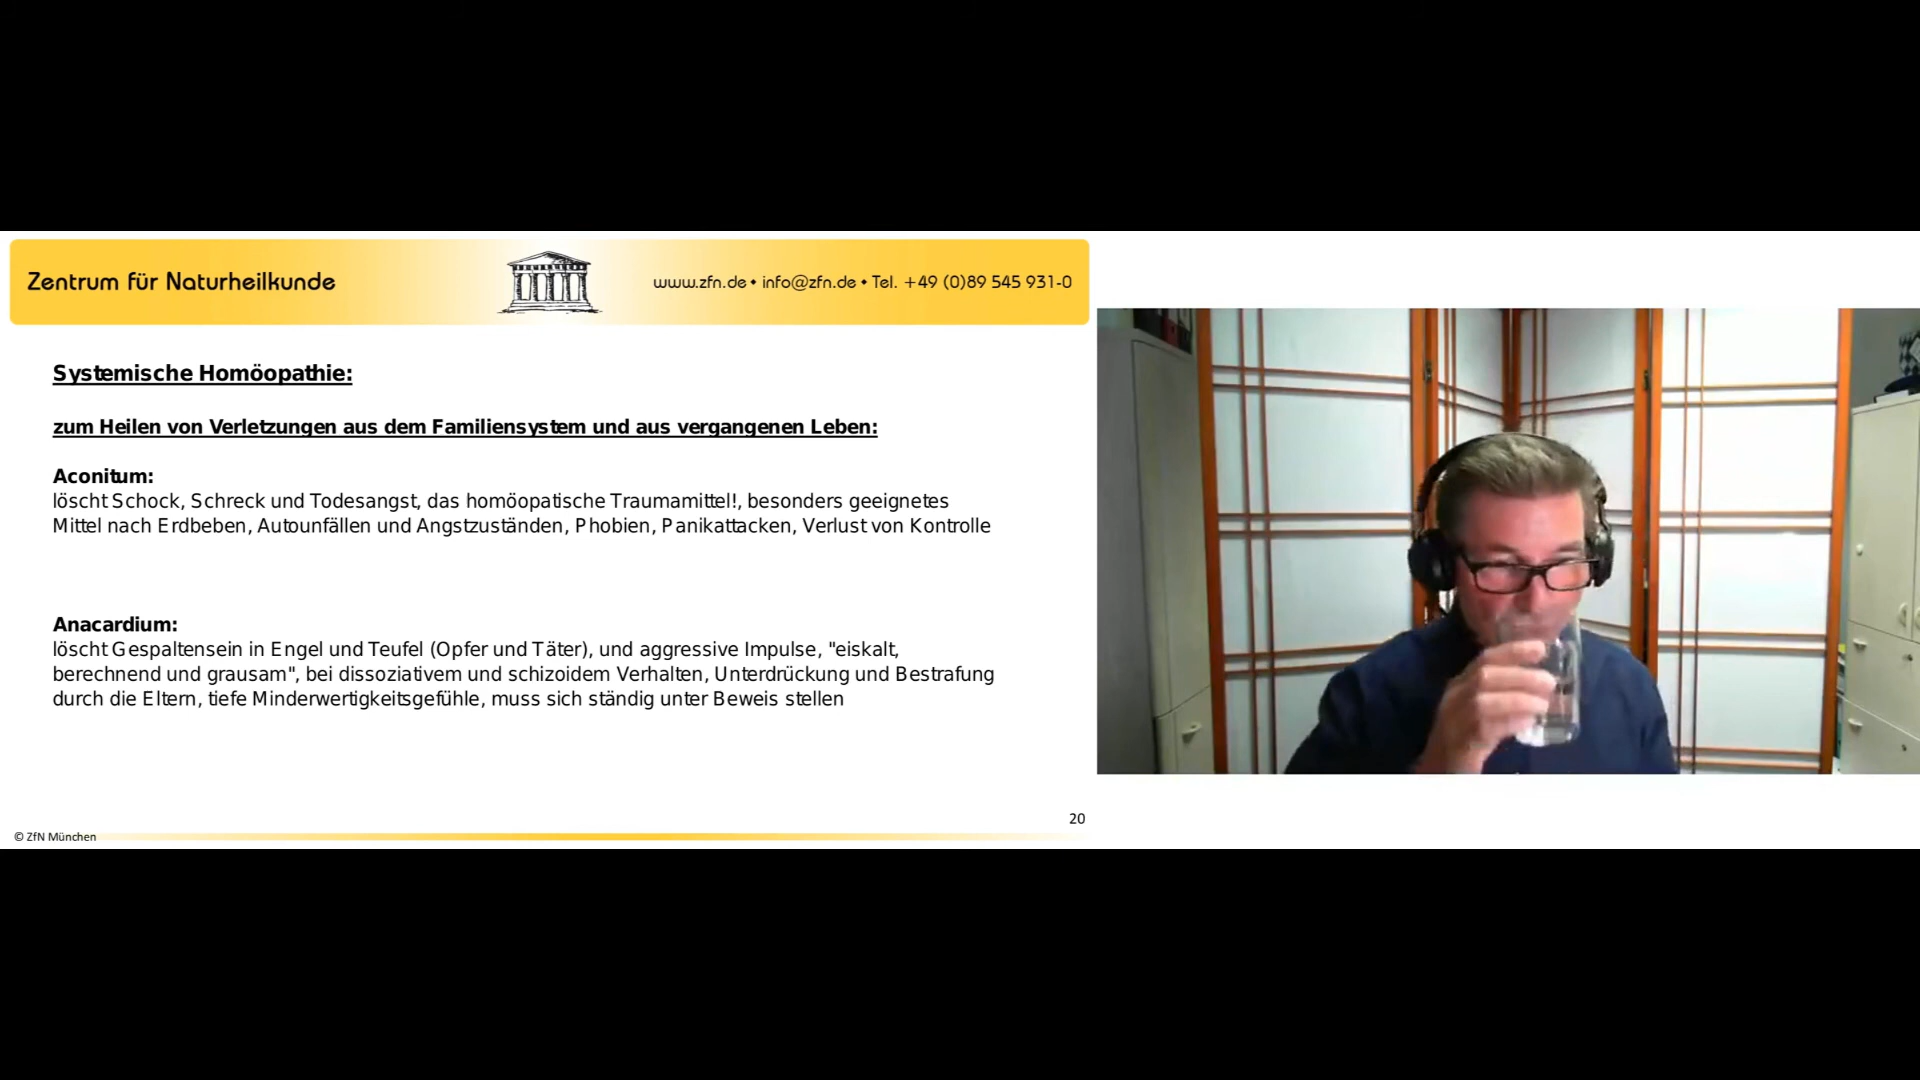 Zentrum für Naturheilkunde
www.zfn.de • info@zfn.de • Tel. +49 (0)89 545 931-0
Systemische Homöopathie:
zum Heilen von Verletzungen aus dem Familiensystem und aus vergangenen Leben:
Aconitum:
löscht Schock, Schreck und Todesangst, das homöopatische Traumamittel!, besonders geeignetes
Mittel nach Erdbeben, Autounfällen und Angstzuständen, Phobien, Panikattacken, Verlust von Kontrolle
Anacardium:
löscht Gespaltensein in Engel und Teufel (Opfer und Täter), und aggressive Impulse, "eiskalt,
berechnend und grausam", bei dissoziativem und schizoidem Verhalten, Unterdrückung und Bestrafung
durch die Eltern, tiefe Minderwertigkeitsgefühle, muss sich ständig unter Beweis stellen
20
© ZfN München